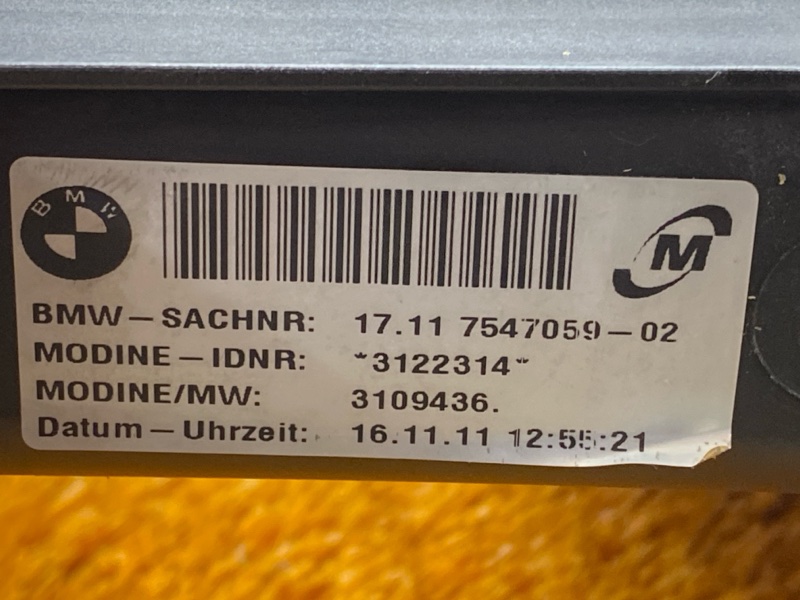 BMW
M
BMW-SACHNR: 17.11 7547059-02
MODINE-IDNR: *3122314*
MODINE/MW: 3109436.
Datum-Uhrzeit: 16.11.11 12:55:21